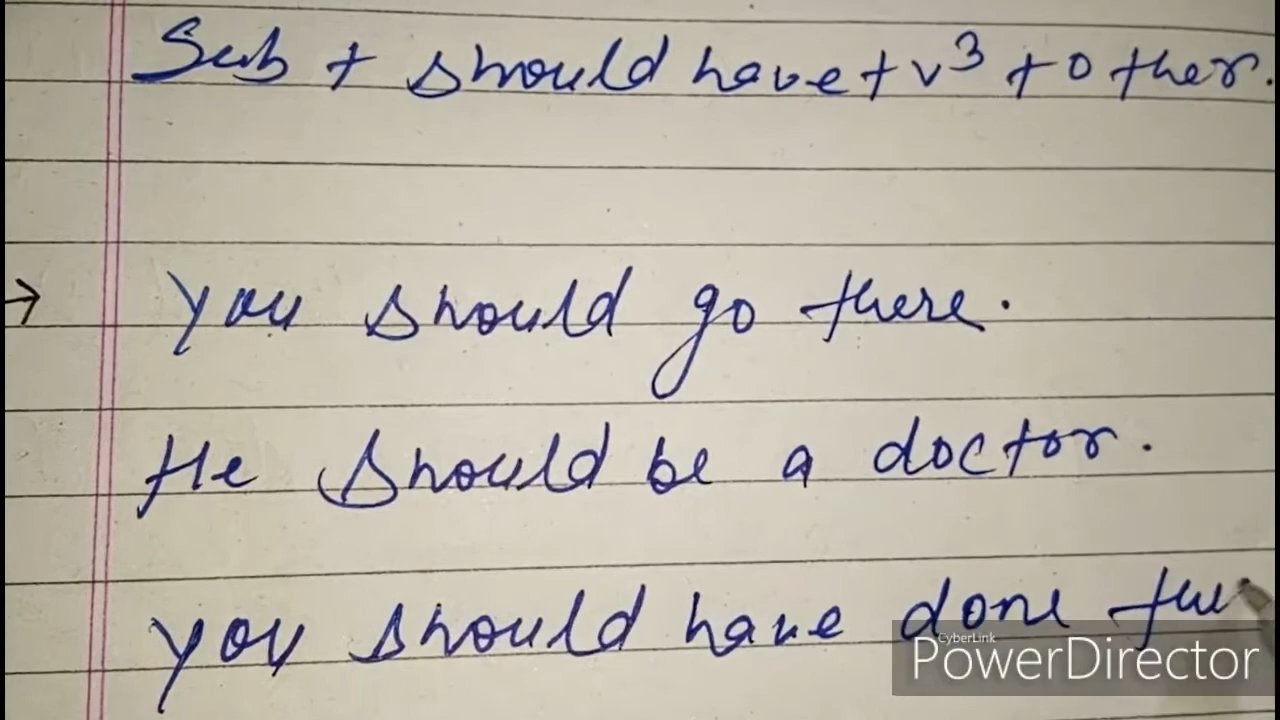 Sub + should have + v³ + other.
→ you should go there.
He should be a doctor.
you should have done
CyberLink
PowerDirector